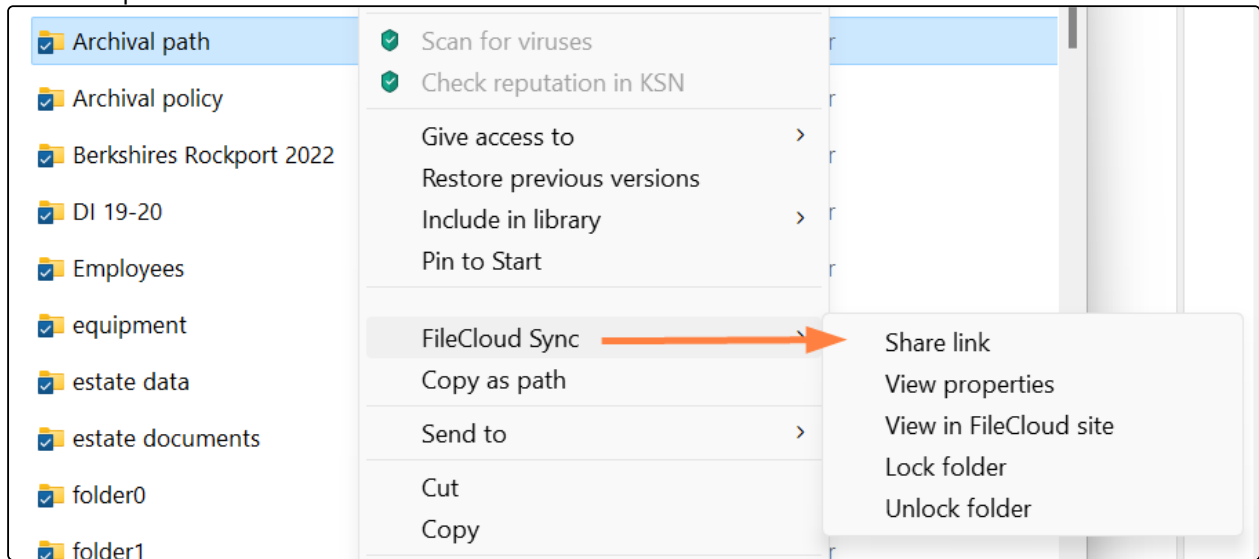 Archival path
Archival policy
Berkshires Rockport 2022
DI 19-20
Employees
equipment
estate data
estate documents
folder0
folder1
Scan for viruses
Check reputation in KSN
Give access to
Restore previous versions
Include in library
Pin to Start
FileCloud Sync
Copy as path
Send to
Cut
Copy
Share link
View properties
View in FileCloud site
Lock folder
Unlock folder